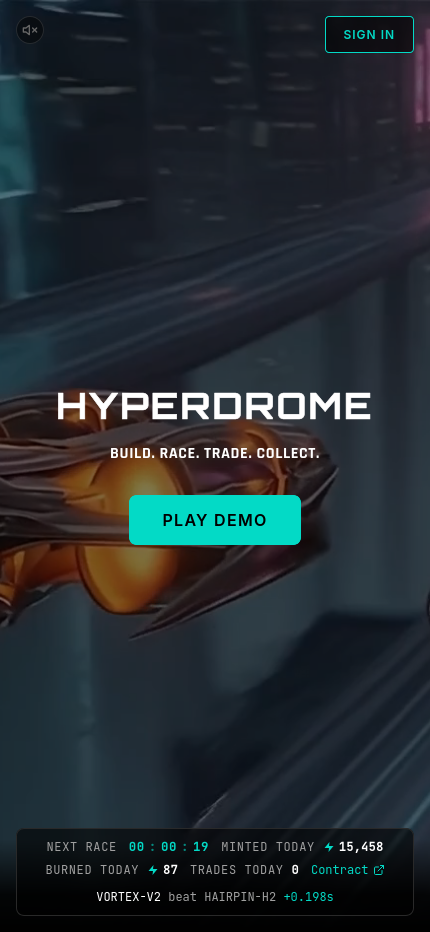 SIGN IN
HYPERDROME
BUILD. RACE. TRADE. COLLECT.
PLAY DEMO
NEXT RACE 00 : 00 : 19 MINTED TODAY 15,458
BURNED TODAY 87 TRADES TODAY 0 Contract
VORTEX-V2 beat HAIRPIN-H2 +0.198s